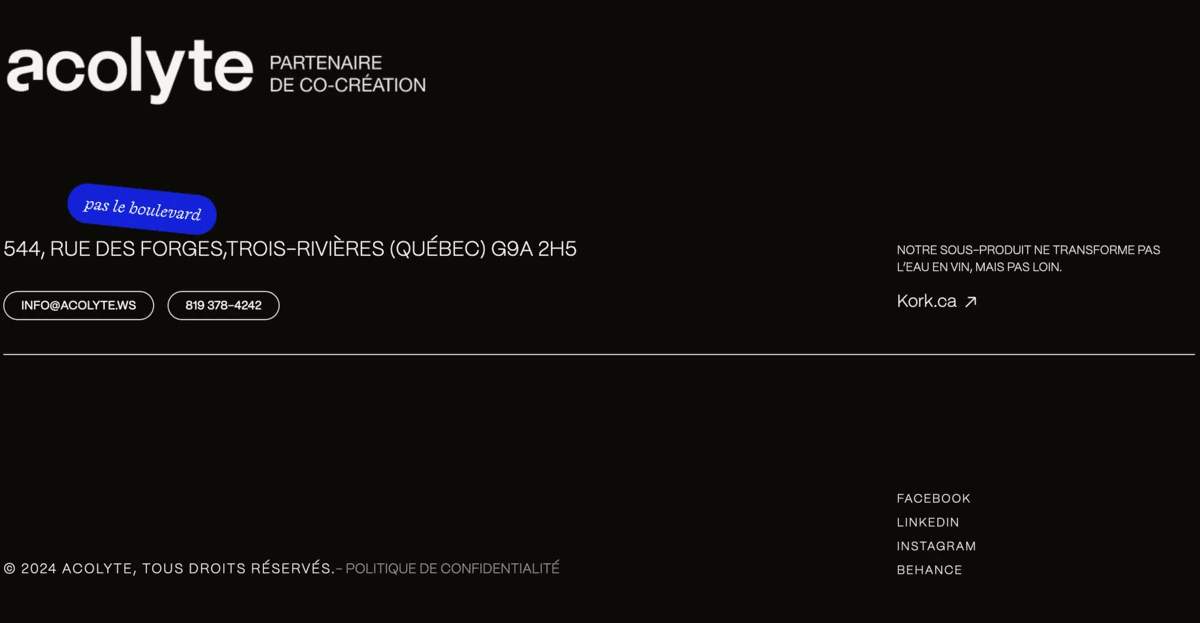 acolyte
PARTENAIRE
DE CO-CRÉATION
pas le boulevard
544, RUE DES FORGES,TROIS-RIVIÈRES (QUÉBEC) G9A 2H5
INFO@ACOLYTE.WS
819 378-4242
NOTRE SOUS-PRODUIT NE TRANSFORME PAS
L'EAU EN VIN, MAIS PAS LOIN.
Kork.ca ↗
FACEBOOK
LINKEDIN
INSTAGRAM
BEHANCE
© 2024 ACOLYTE, TOUS DROITS RÉSERVÉS.- POLITIQUE DE CONFIDENTIALITÉ